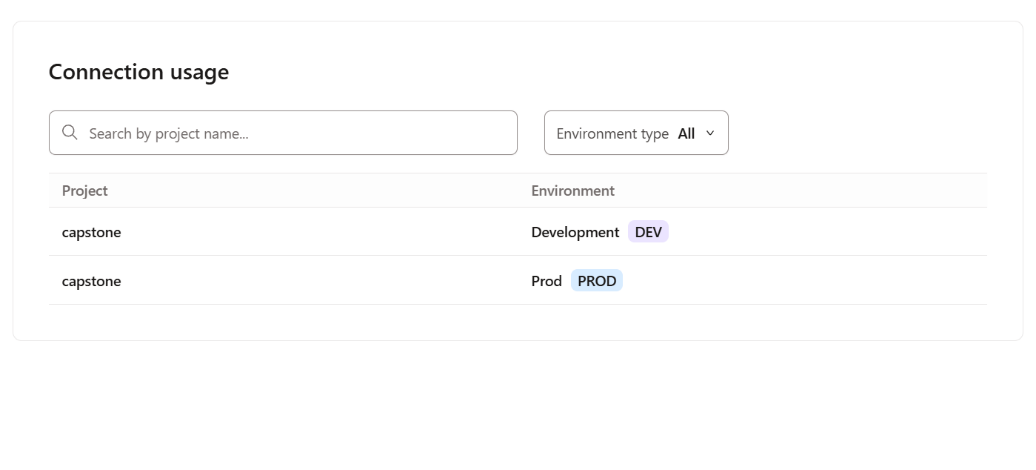 Connection usage
Search by project name...
Environment type All
Project Environment
capstone Development DEV
capstone Prod PROD